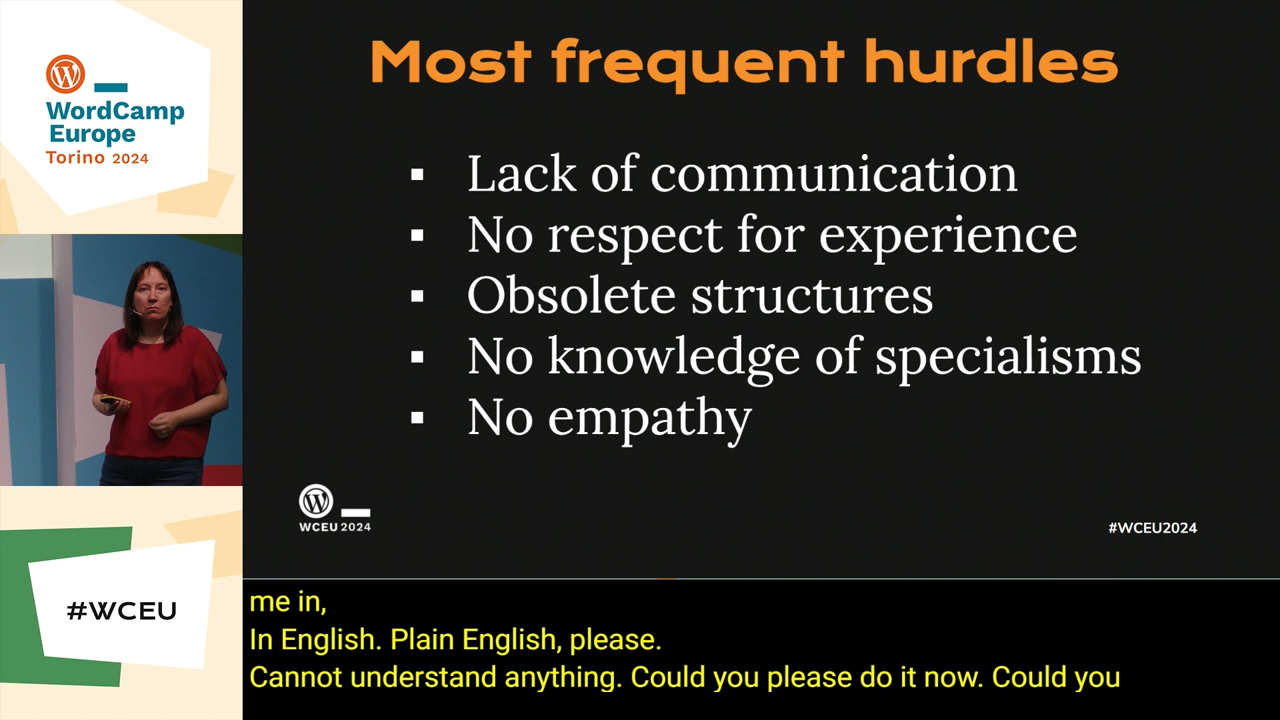 WordCamp
Europe
Torino 2024
Most frequent hurdles
▪ Lack of communication
▪ No respect for experience
▪ Obsolete structures
▪ No knowledge of specialisms
▪ No empathy
WCEU 2024
#WCEU2024
#WCEU
me in,
In English. Plain English, please.
Cannot understand anything. Could you please do it now. Could you